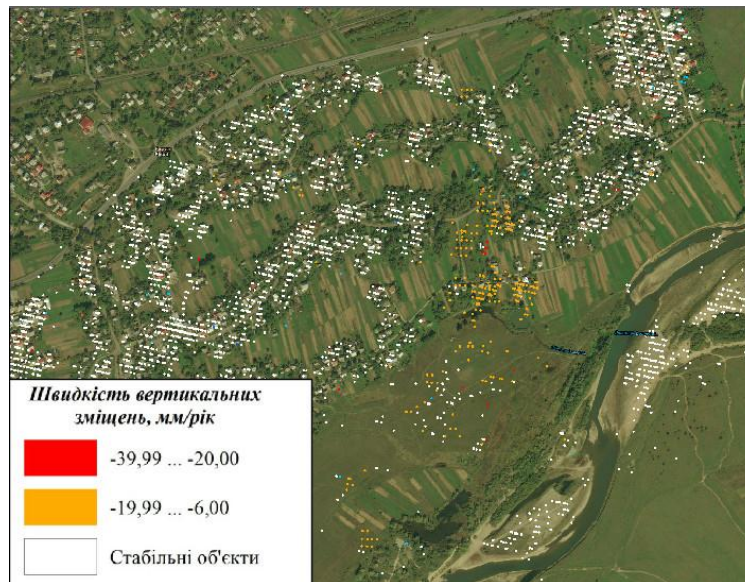 Швидкість вертикальних
зміщень, мм/рік
-39,99 ... -20,00
-19,99 ... -6,00
Стабільні об'єкти